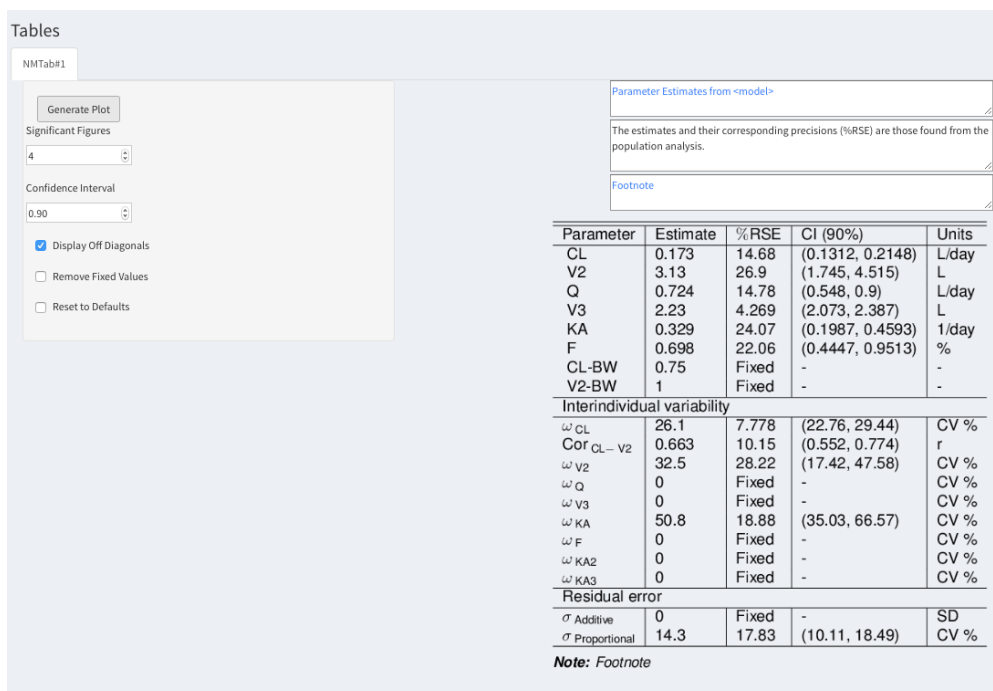 Tables
NMTab#1
Generate Plot
Significant Figures
4
Confidence Interval
0.90
Display Off Diagonals
Remove Fixed Values
Reset to Defaults
Parameter Estimates from <model>
The estimates and their corresponding precisions (%RSE) are those found from the
population analysis.
Footnote
Parameter Estimate %RSE CI (90%) Units
CL 0.173 14.68 (0.1312, 0.2148) L/day
V2 3.13 26.9 (1.745, 4.515) L
Q 0.724 14.78 (0.548, 0.9) L/day
V3 2.23 4.269 (2.073, 2.387) L
KA 0.329 24.07 (0.1987, 0.4593) 1/day
F 0.698 22.06 (0.4447, 0.9513) %
CL-BW 0.75 Fixed - -
V2-BW 1 Fixed - -
Interindividual variability
ω CL 26.1 7.778 (22.76, 29.44) CV %
Cor CL− V2 0.663 10.15 (0.552, 0.774) r
ω V2 32.5 28.22 (17.42, 47.58) CV %
ω Q 0 Fixed - CV %
ω V3 0 Fixed - CV %
ω KA 50.8 18.88 (35.03, 66.57) CV %
ω F 0 Fixed - CV %
ω KA2 0 Fixed - CV %
ω KA3 0 Fixed - CV %
Residual error
σ Additive 0 Fixed - SD
σ Proportional 14.3 17.83 (10.11, 18.49) CV %
Note: Footnote